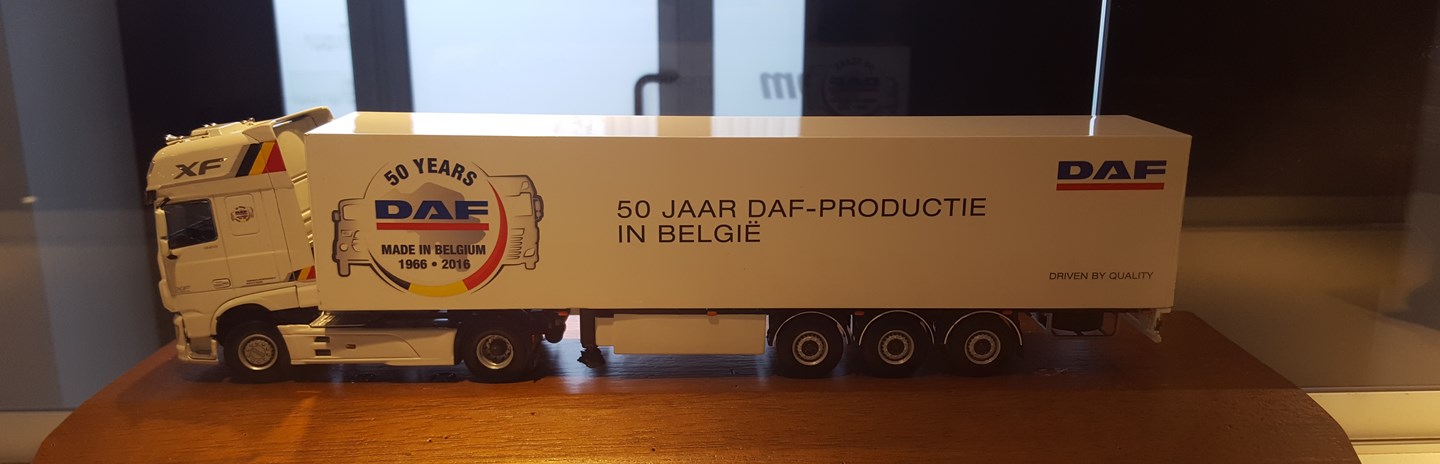 XF
50 YEARS
DAF
MADE IN BELGIUM
1966 • 2016
50 JAAR DAF-PRODUCTIE
IN BELGIË
DAF
DRIVEN BY QUALITY